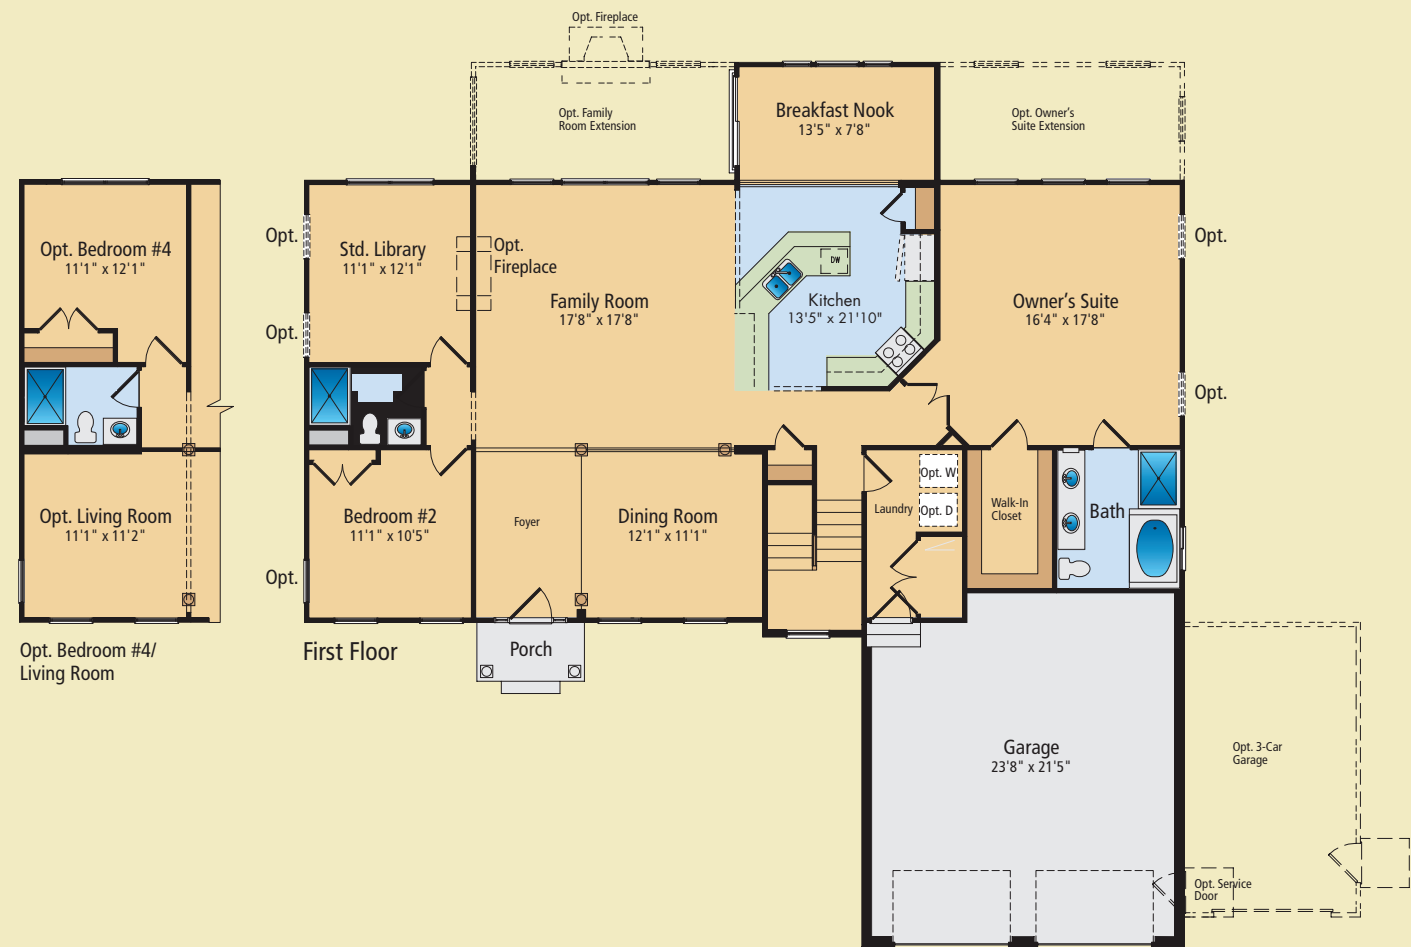 Opt. Fireplace
Breakfast Nook
13'5" x 7'8"
Opt. Family
Room Extension
Opt. Owner's
Suite Extension
Opt. Bedroom #4
11'1" x 12'1"
Opt.
Std. Library
11'1" x 12'1"
Opt.
Fireplace
Opt.
Family Room
17'8" x 17'8"
DW
Kitchen
13'5" x 21'10"
Owner's Suite
16'4" x 17'8"
Opt.
Opt.
Opt. Living Room
11'1" x 11'2"
Bedroom #2
11'1" x 10'5"
Opt.
Foyer
Dining Room
12'1" x 11'1"
Opt. W
Laundry
Opt. D
Walk-In
Closet
Bath
Opt. Bedroom #4/
Living Room
First Floor
Porch
Garage
23'8" x 21'5"
Opt. 3-Car
Garage
Opt. Service
Door